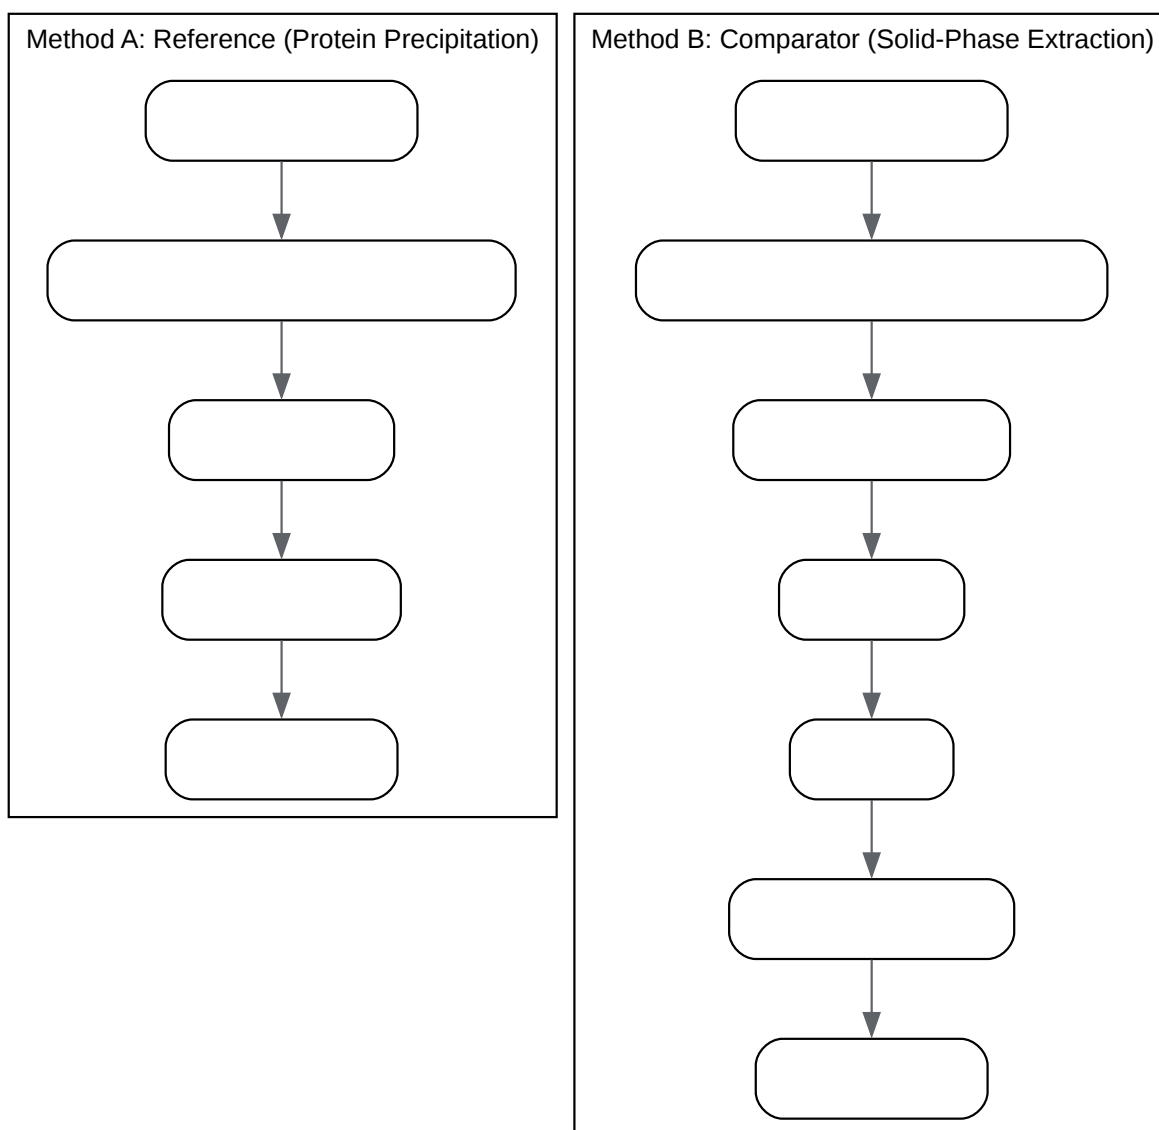 Method A: Reference (Protein Precipitation)
Method B: Comparator (Solid-Phase Extraction)